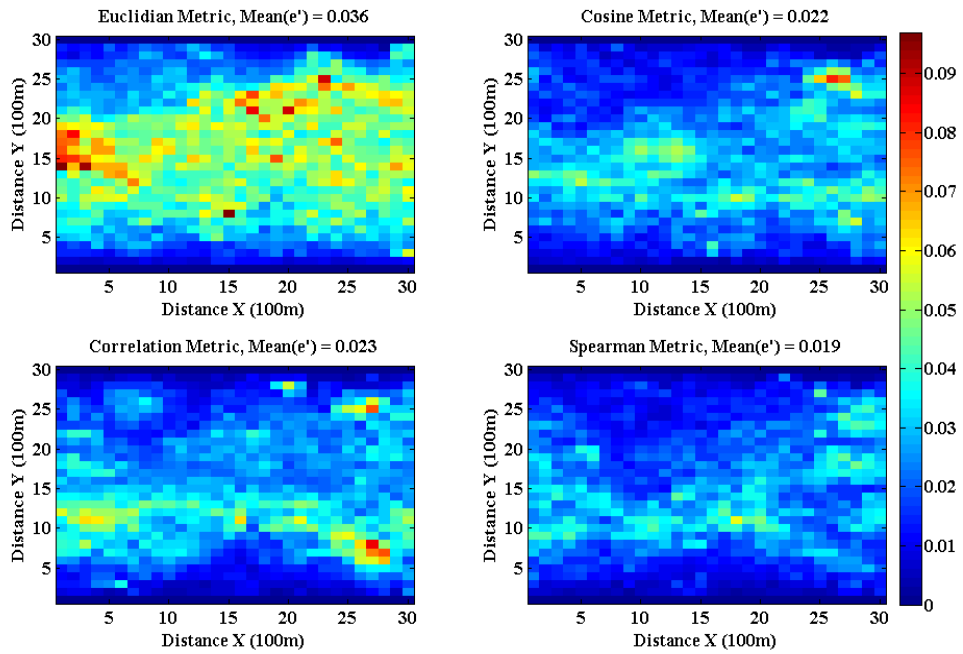 Euclidian Metric, Mean(e') = 0.036
30
25
20
15
10
5
Distance Y (100m)
5 10 15 20 25 30
Distance X (100m)
Cosine Metric, Mean(e') = 0.022
30
25
20
15
10
5
Distance Y (100m)
5 10 15 20 25 30
Distance X (100m)
Correlation Metric, Mean(e') = 0.023
30
25
20
15
10
5
Distance Y (100m)
5 10 15 20 25 30
Distance X (100m)
Spearman Metric, Mean(e') = 0.019
30
25
20
15
10
5
Distance Y (100m)
5 10 15 20 25 30
Distance X (100m)
0.09
0.08
0.07
0.06
0.05
0.04
0.03
0.02
0.01
0